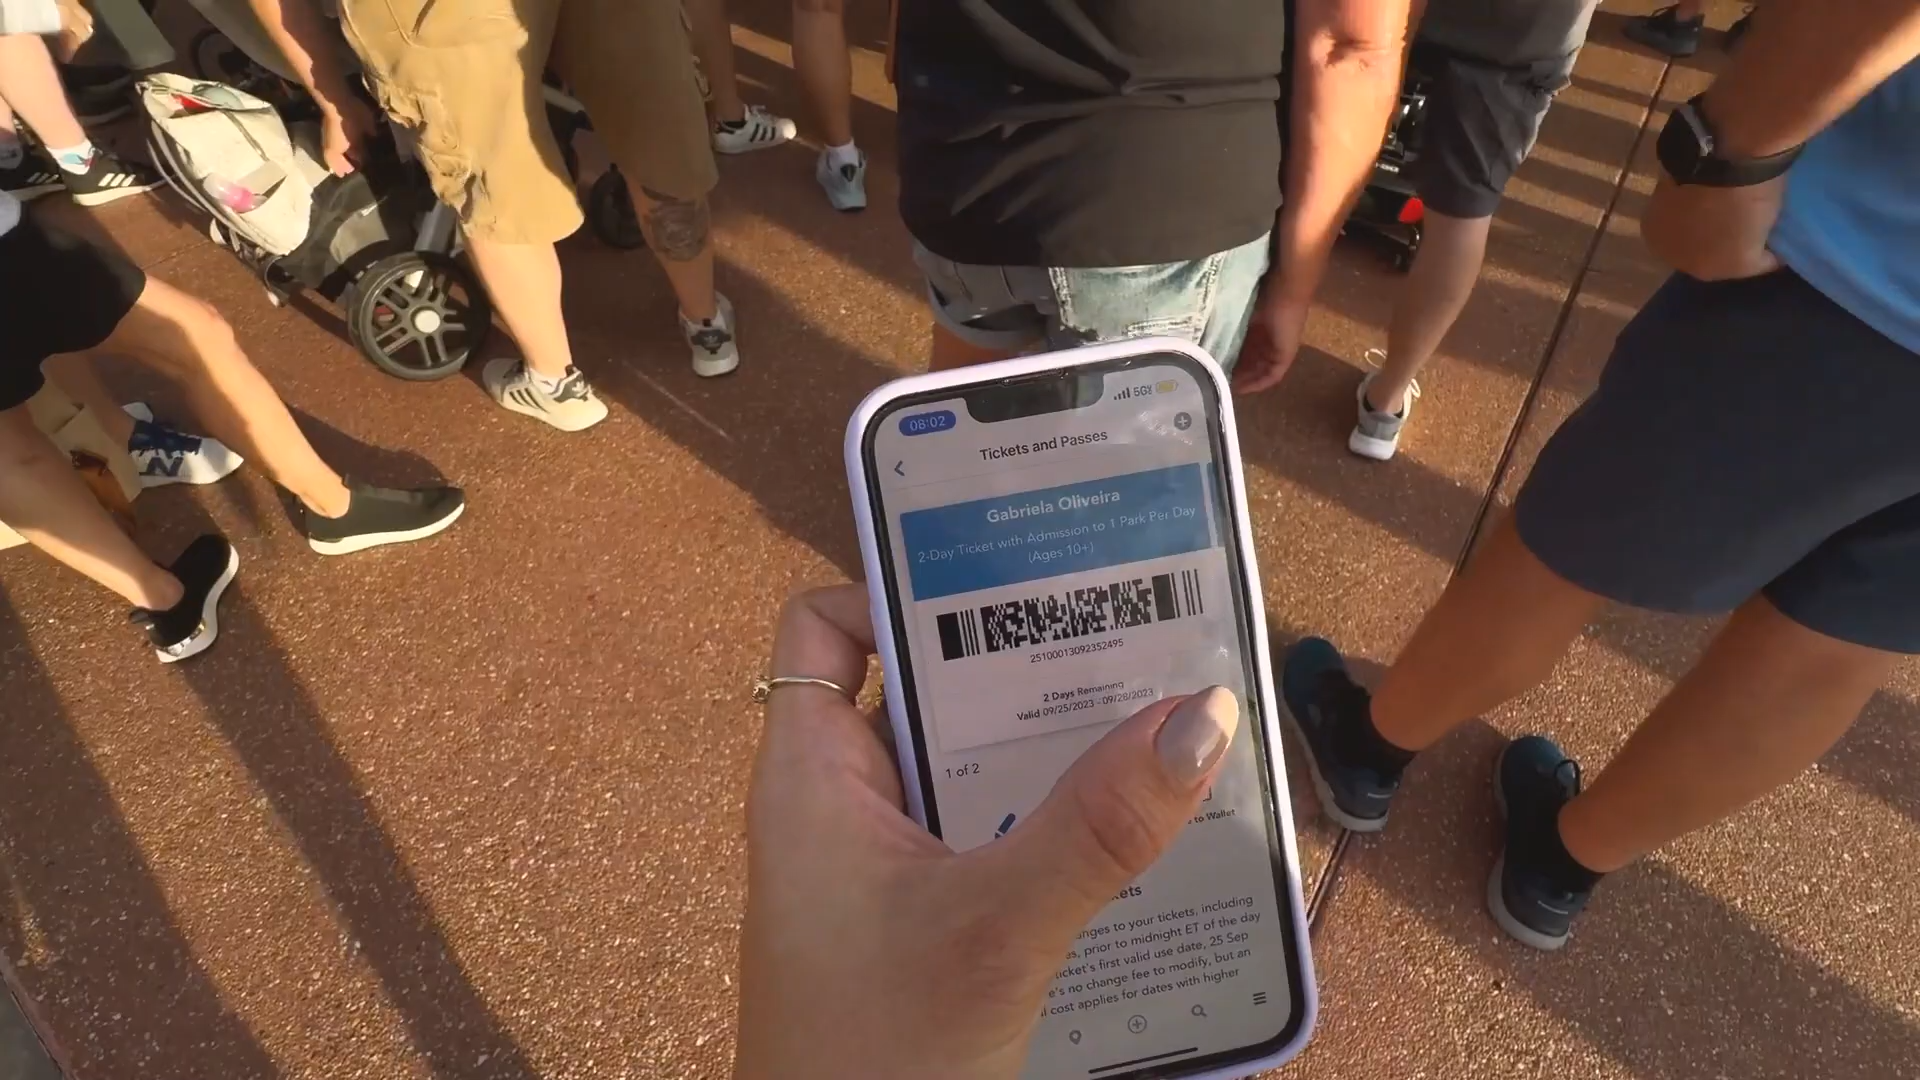 08:02
5G
Tickets and Passes
Gabriela Oliveira
2-Day Ticket with Admission to 1 Park Per Day
(Ages 10+)
25100013092352495
2 Days Remaining
Valid 09/25/2023 - 09/28/2023
1 of 2
to Wallet
kets
nges to your tickets, including
es, prior to midnight ET of the day
ticket's first valid use date, 25 Sep
e's no change fee to modify, but an
l cost applies for dates with higher
N